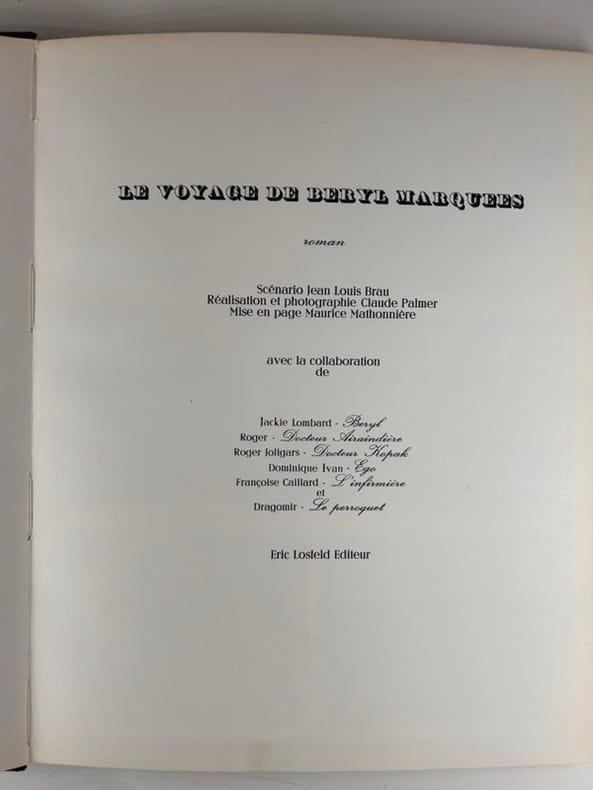 LE VOYAGE DE BERYL MARQUEES
roman
Scénario Jean Louis Brau
Réalisation et photographie Claude Palmer
Mise en page Maurice Mathonnière
avec la collaboration
de
Jackie Lombard - Beryl
Roger - Docteur Airaindière
Roger Joligars - Docteur Kopak
Dominique Ivan - Ego
Françoise Caillard - L'infirmière
et
Dragomir - Le perroquet
Eric Losfeld Editeur